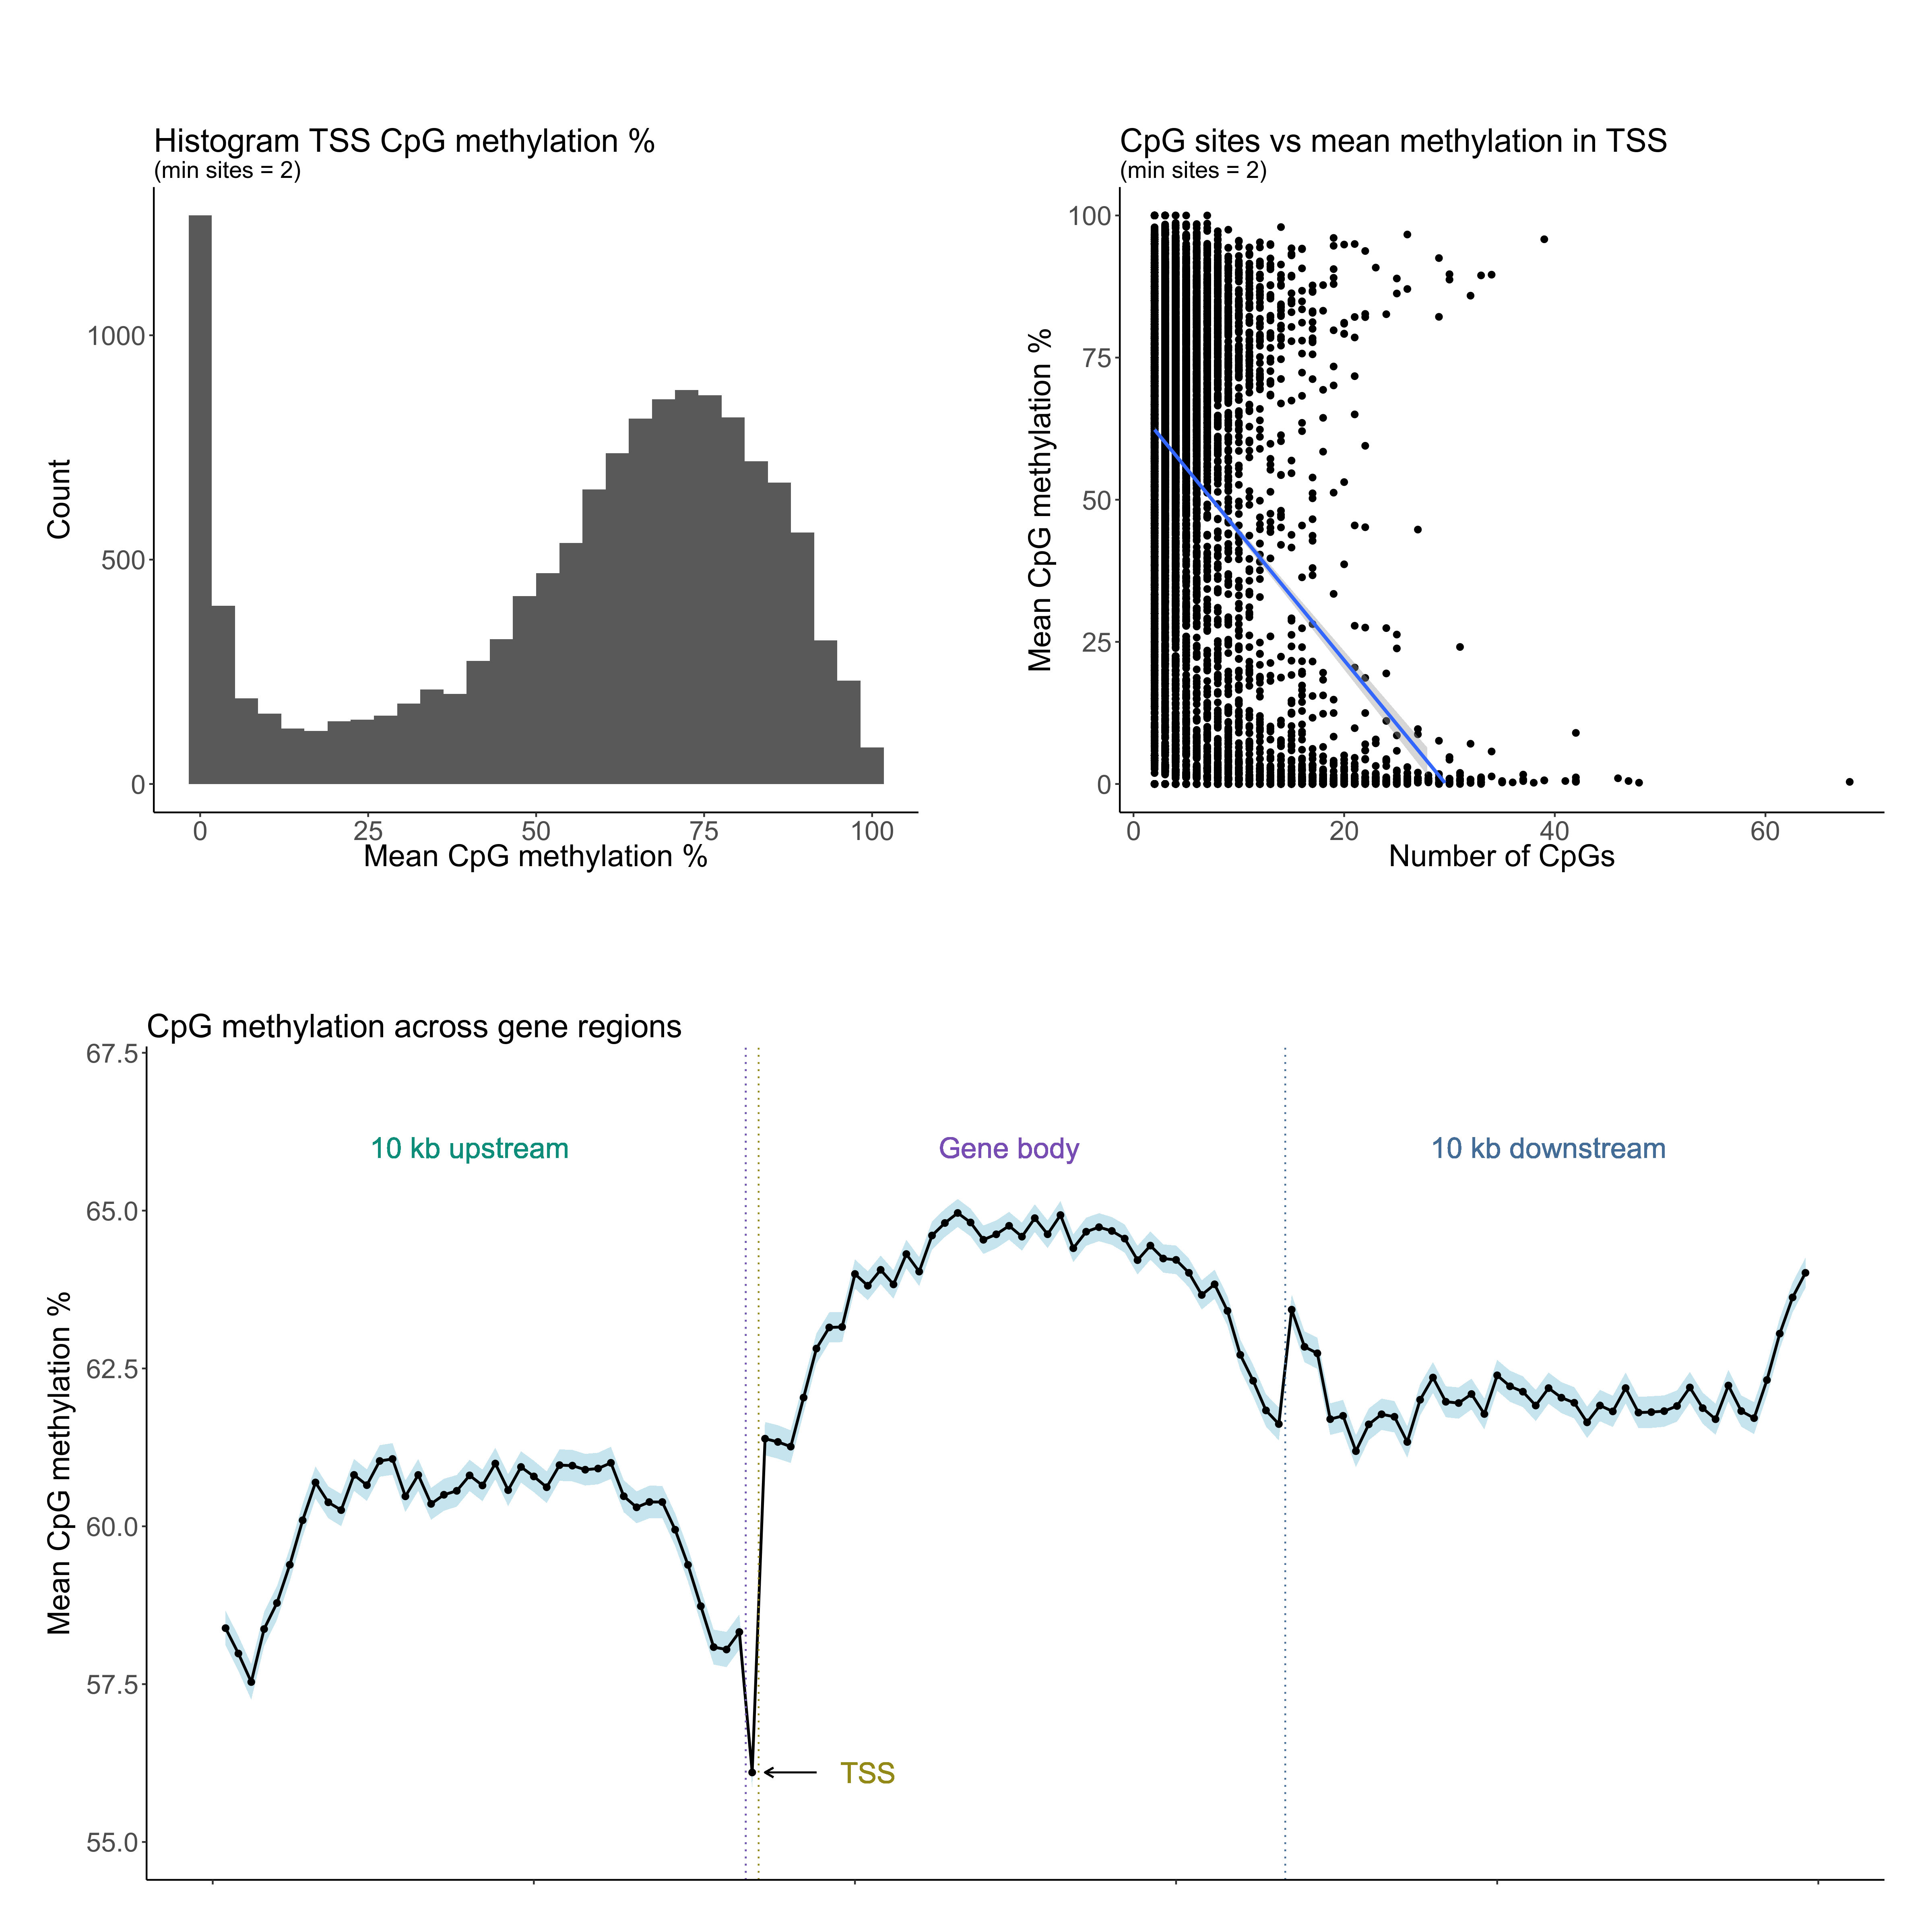 Histogram TSS CpG methylation %
(min sites = 2)
Count
1000
500
0
0 25 50 75 100
Mean CpG methylation %
CpG sites vs mean methylation in TSS
(min sites = 2)
Mean CpG methylation %
100
75
50
25
0
0 20 40 60
Number of CpGs
CpG methylation across gene regions
Mean CpG methylation %
67.5
65.0
62.5
60.0
57.5
55.0
10 kb upstream
Gene body
10 kb downstream
TSS